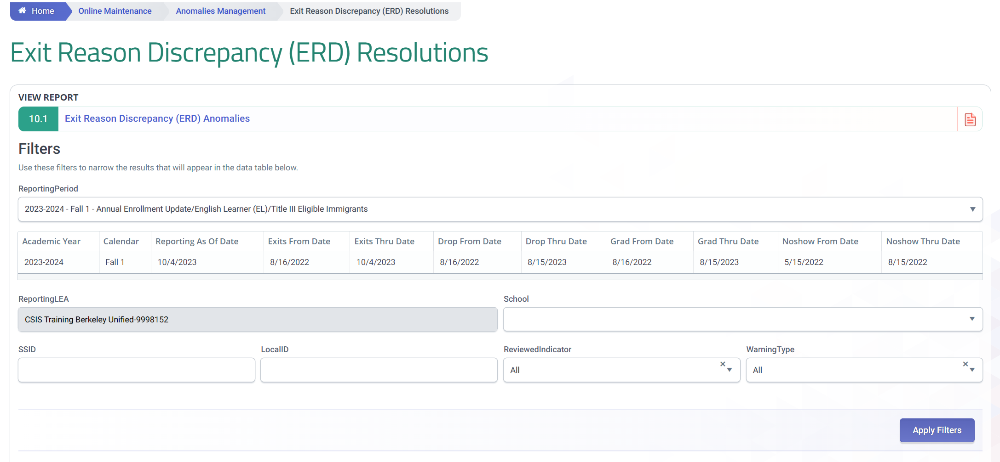 Home Online Maintenance Anomalies Management Exit Reason Discrepancy (ERD) Resolutions
Exit Reason Discrepancy (ERD) Resolutions
VIEW REPORT
10.1 Exit Reason Discrepancy (ERD) Anomalies
Filters
Use these filters to narrow the results that will appear in the data table below.
ReportingPeriod
2023-2024 - Fall 1 - Annual Enrollment Update/English Learner (EL)/Title III Eligible Immigrants
Academic Year Calendar Reporting As Of Date Exits From Date Exits Thru Date Drop From Date Drop Thru Date Grad From Date Grad Thru Date Noshow From Date Noshow Thru Date
2023-2024 Fall 1 10/4/2023 8/16/2022 10/4/2023 8/16/2022 8/15/2023 8/16/2022 8/15/2023 5/15/2022 8/15/2022
ReportingLEA School
CSIS Training Berkeley Unified-9998152
SSID LocalID ReviewedIndicator WarningType
All All
Apply Filters